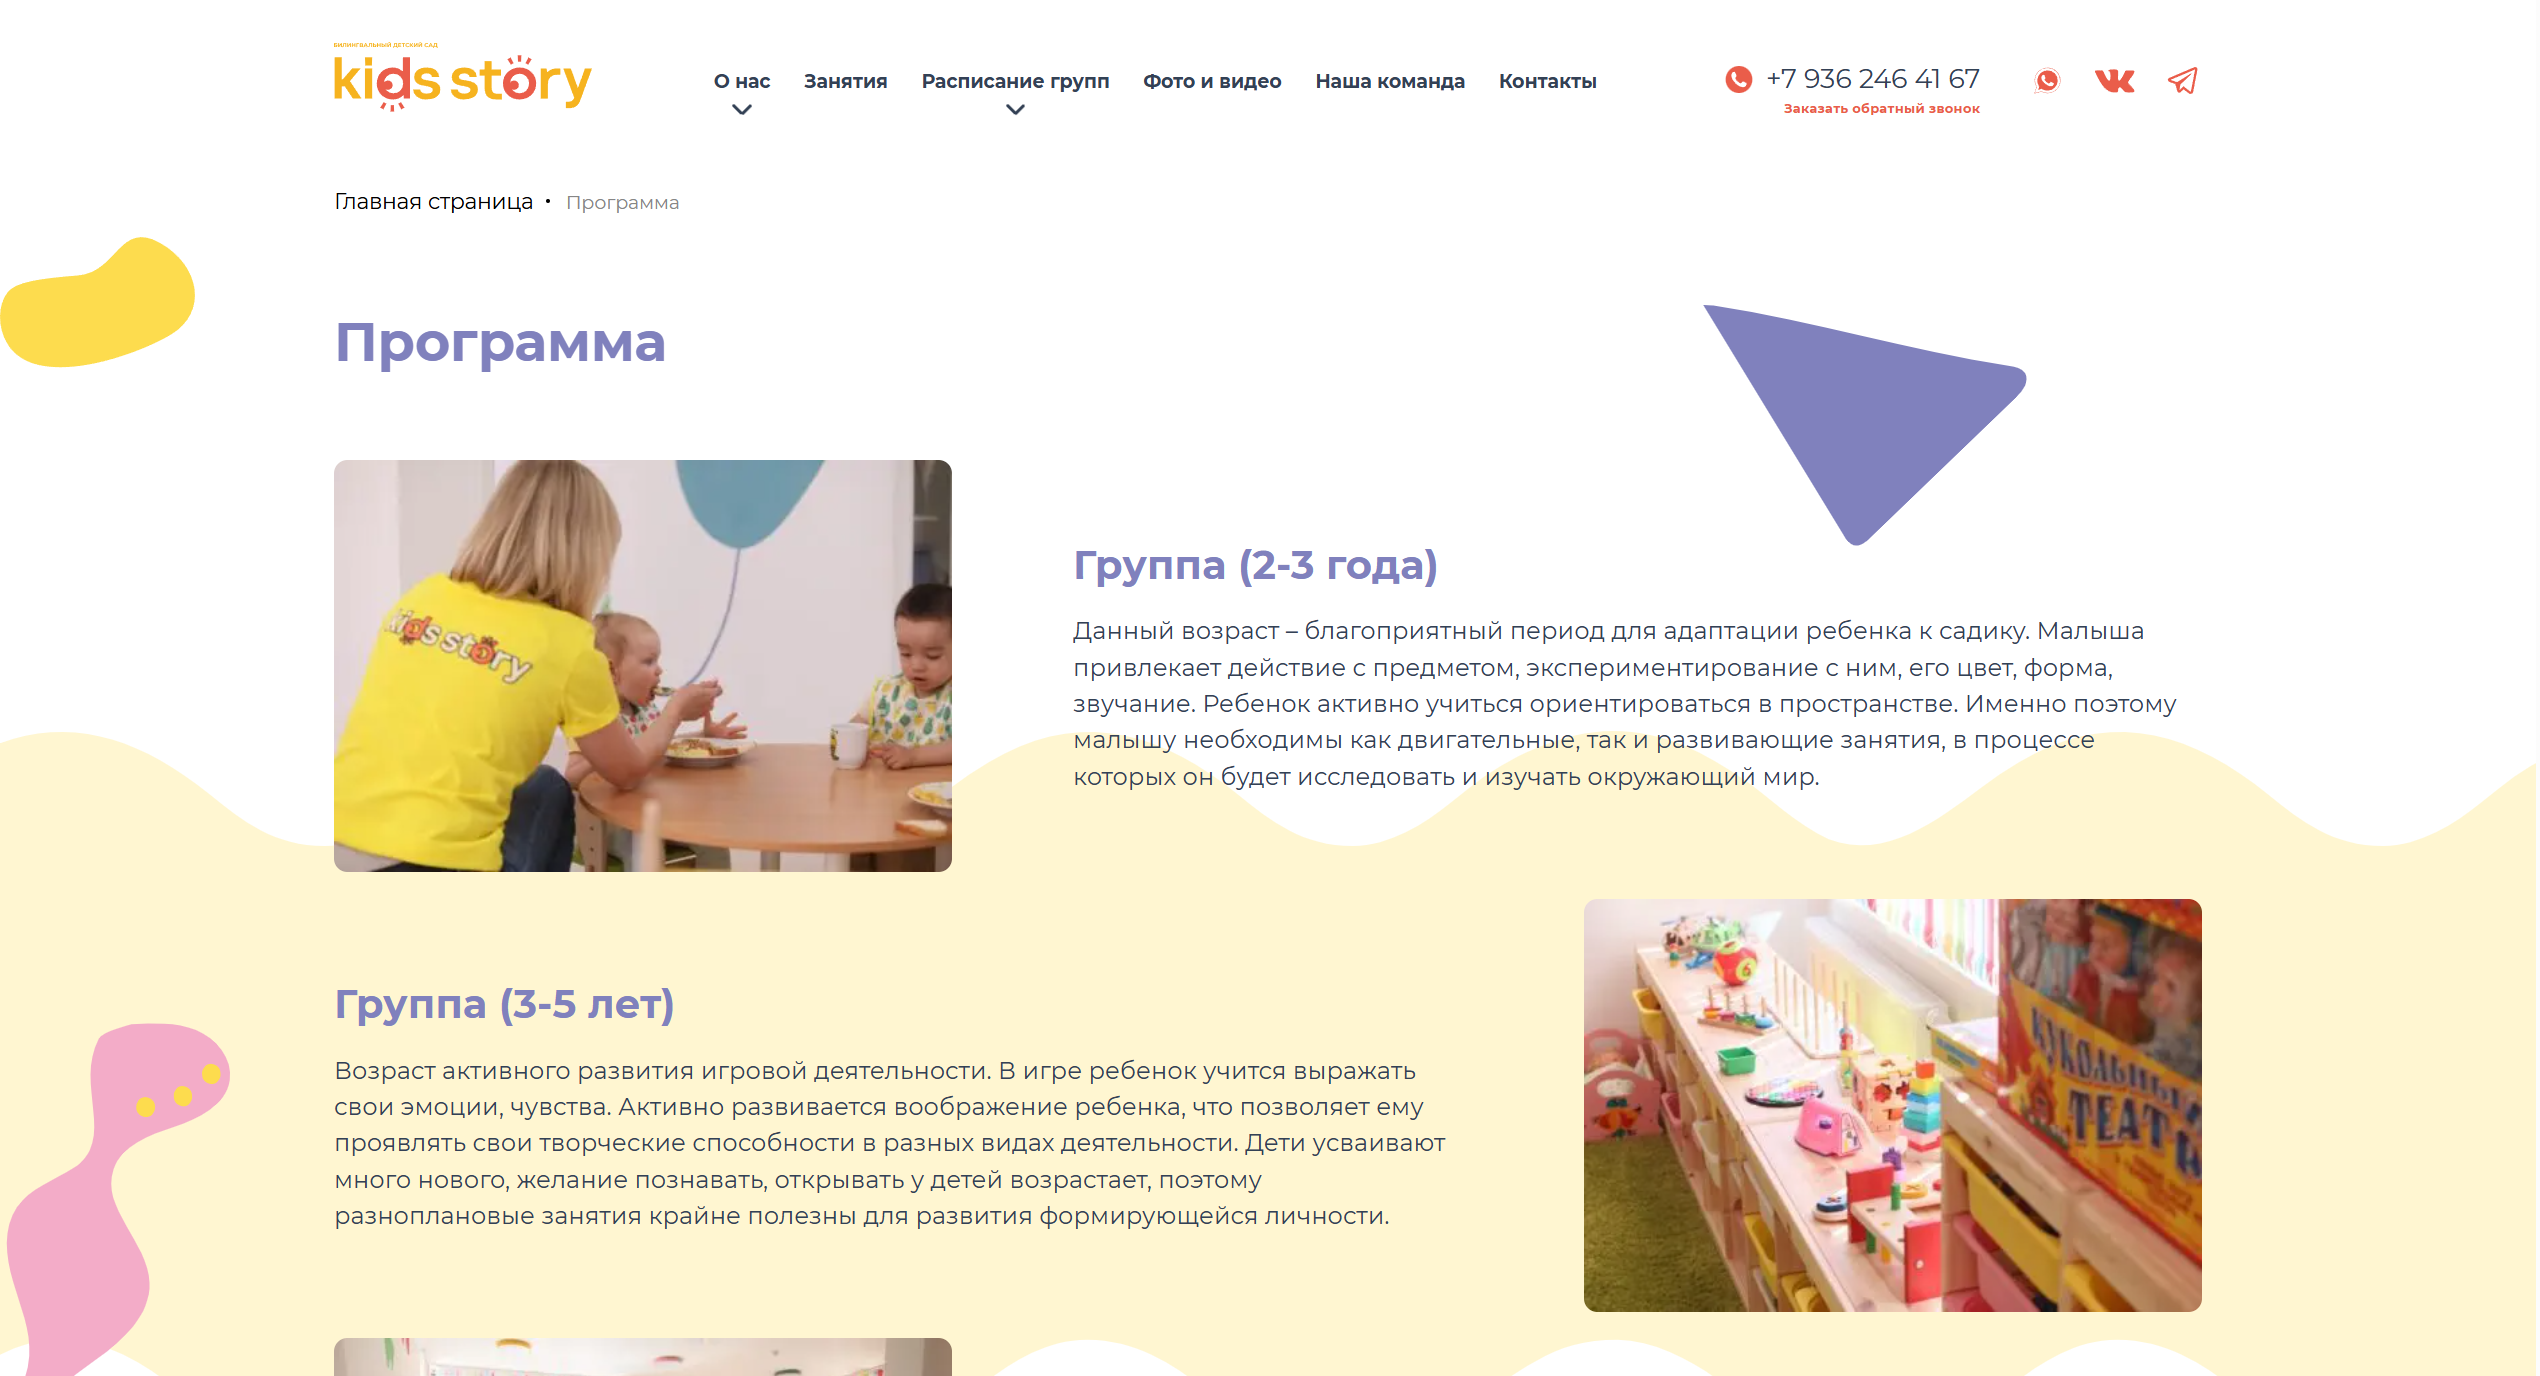 БИЛИНГВАЛЬНЫЙ ДЕТСКИЙ САД
kids story
О нас
Занятия
Расписание групп
Фото и видео
Наша команда
Контакты
+7 936 246 41 67
Заказать обратный звонок
Главная страница • Программа
Программа
kids story
Группа (2-3 года)
Данный возраст – благоприятный период для адаптации ребенка к садику. Малыша
привлекает действие с предметом, экспериментирование с ним, его цвет, форма,
звучание. Ребенок активно учиться ориентироваться в пространстве. Именно поэтому
малышу необходимы как двигательные, так и развивающие занятия, в процессе
которых он будет исследовать и изучать окружающий мир.
Группа (3-5 лет)
Возраст активного развития игровой деятельности. В игре ребенок учится выражать
свои эмоции, чувства. Активно развивается воображение ребенка, что позволяет ему
проявлять свои творческие способности в разных видах деятельности. Дети усваивают
много нового, желание познавать, открывать у детей возрастает, поэтому
разноплановые занятия крайне полезны для развития формирующейся личности.
6